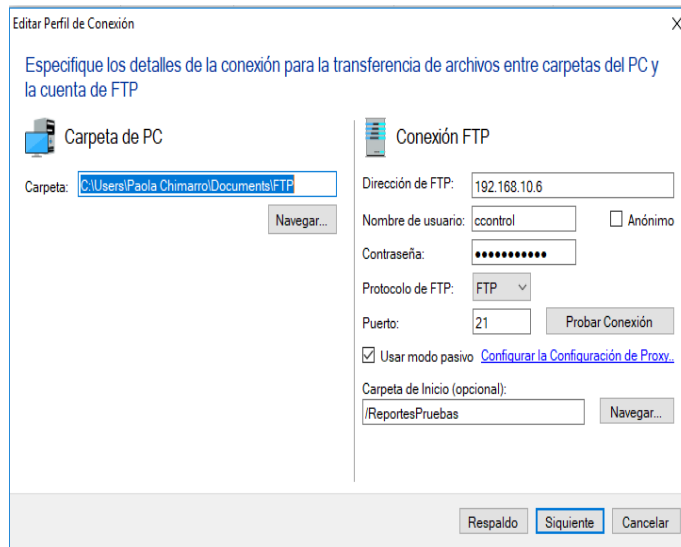 Editar Perfil de Conexión
X
Especifique los detalles de la conexión para la transferencia de archivos entre carpetas del PC y
la cuenta de FTP
Carpeta de PC
Carpeta: C:\Users\Paola Chimarro\Documents\FTP
Navegar...
Conexión FTP
Dirección de FTP: 192.168.10.6
Nombre de usuario: ccontrol Anónimo
Contraseña: •••••••••••
Protocolo de FTP: FTP
Puerto: 21 Probar Conexión
Usar modo pasivo Configurar la Configuración de Proxy..
Carpeta de Inicio (opcional):
/ReportesPruebas Navegar...
Respaldo Siquiente Cancelar